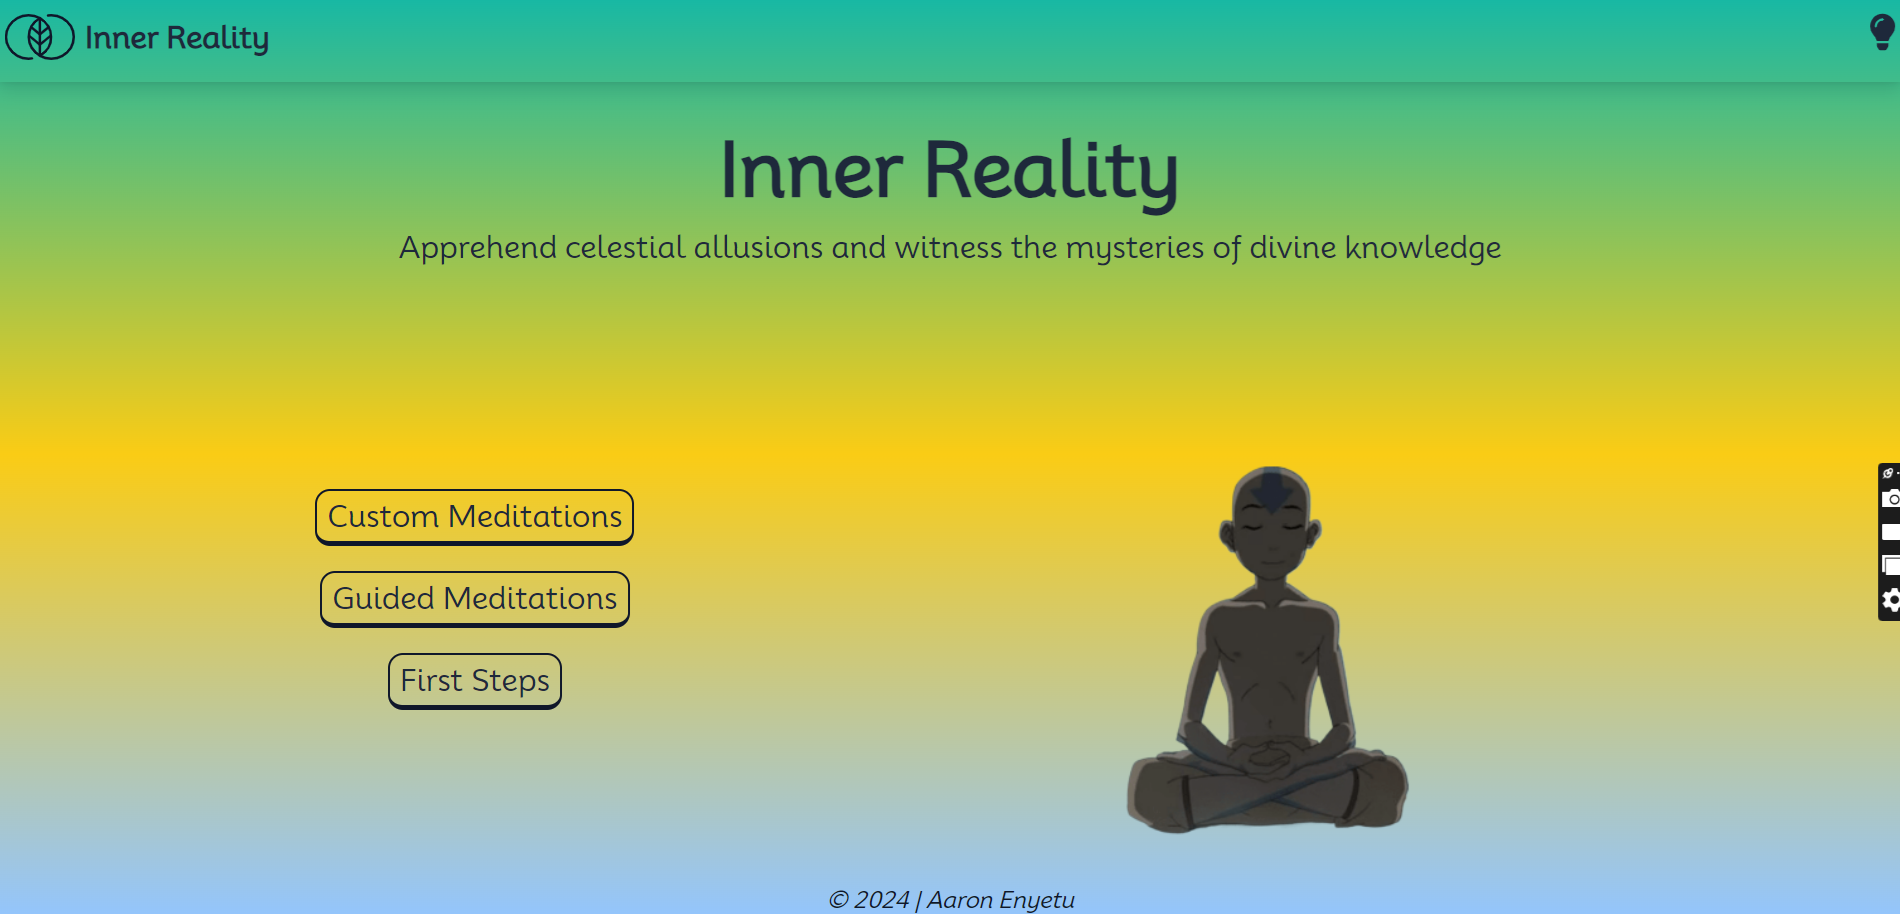 Inner Reality
Inner Reality
Apprehend celestial allusions and witness the mysteries of divine knowledge
Custom Meditations
Guided Meditations
First Steps
© 2024 | Aaron Enyetu